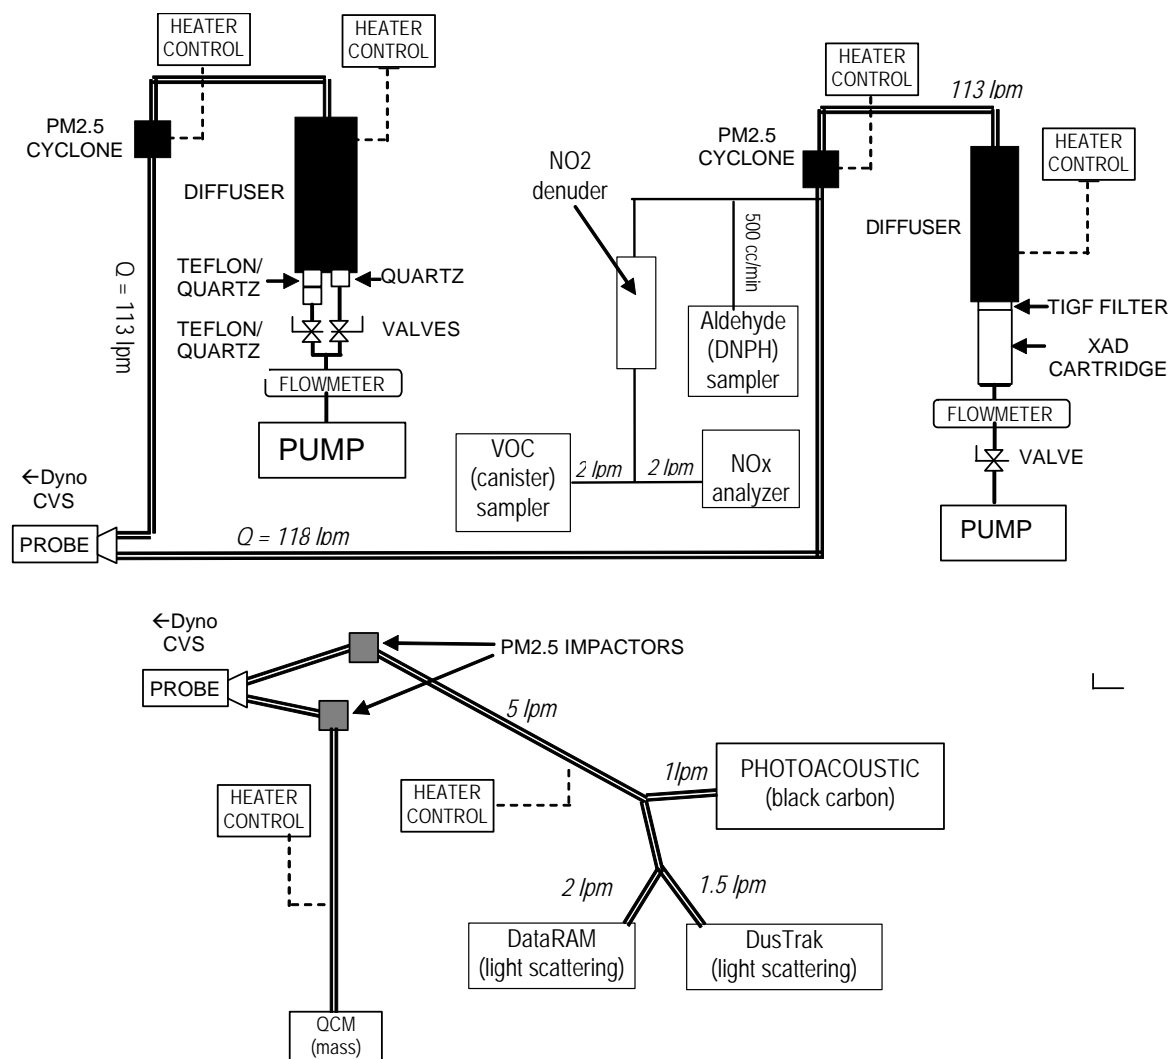 HEATER
CONTROL
HEATER
CONTROL
PM2.5
CYCLONE
DIFFUSER
TEFLON/
QUARTZ
QUARTZ
TEFLON/
QUARTZ
VALVES
FLOWMETER
PUMP
Q = 113 lpm
←Dyno
CVS
PROBE
Q = 118 lpm
NO2
denuder
500 cc/min
Aldehyde
(DNPH)
sampler
VOC
(canister)
sampler
2 lpm
2 lpm
NOx
analyzer
HEATER
CONTROL
113 lpm
PM2.5
CYCLONE
HEATER
CONTROL
DIFFUSER
TIGF FILTER
XAD
CARTRIDGE
FLOWMETER
VALVE
PUMP
←Dyno
CVS
PROBE
PM2.5 IMPACTORS
5 lpm
HEATER
CONTROL
HEATER
CONTROL
1lpm
PHOTOACOUSTIC
(black carbon)
2 lpm
1.5 lpm
DataRAM
(light scattering)
DusTrak
(light scattering)
QCM
(mass)